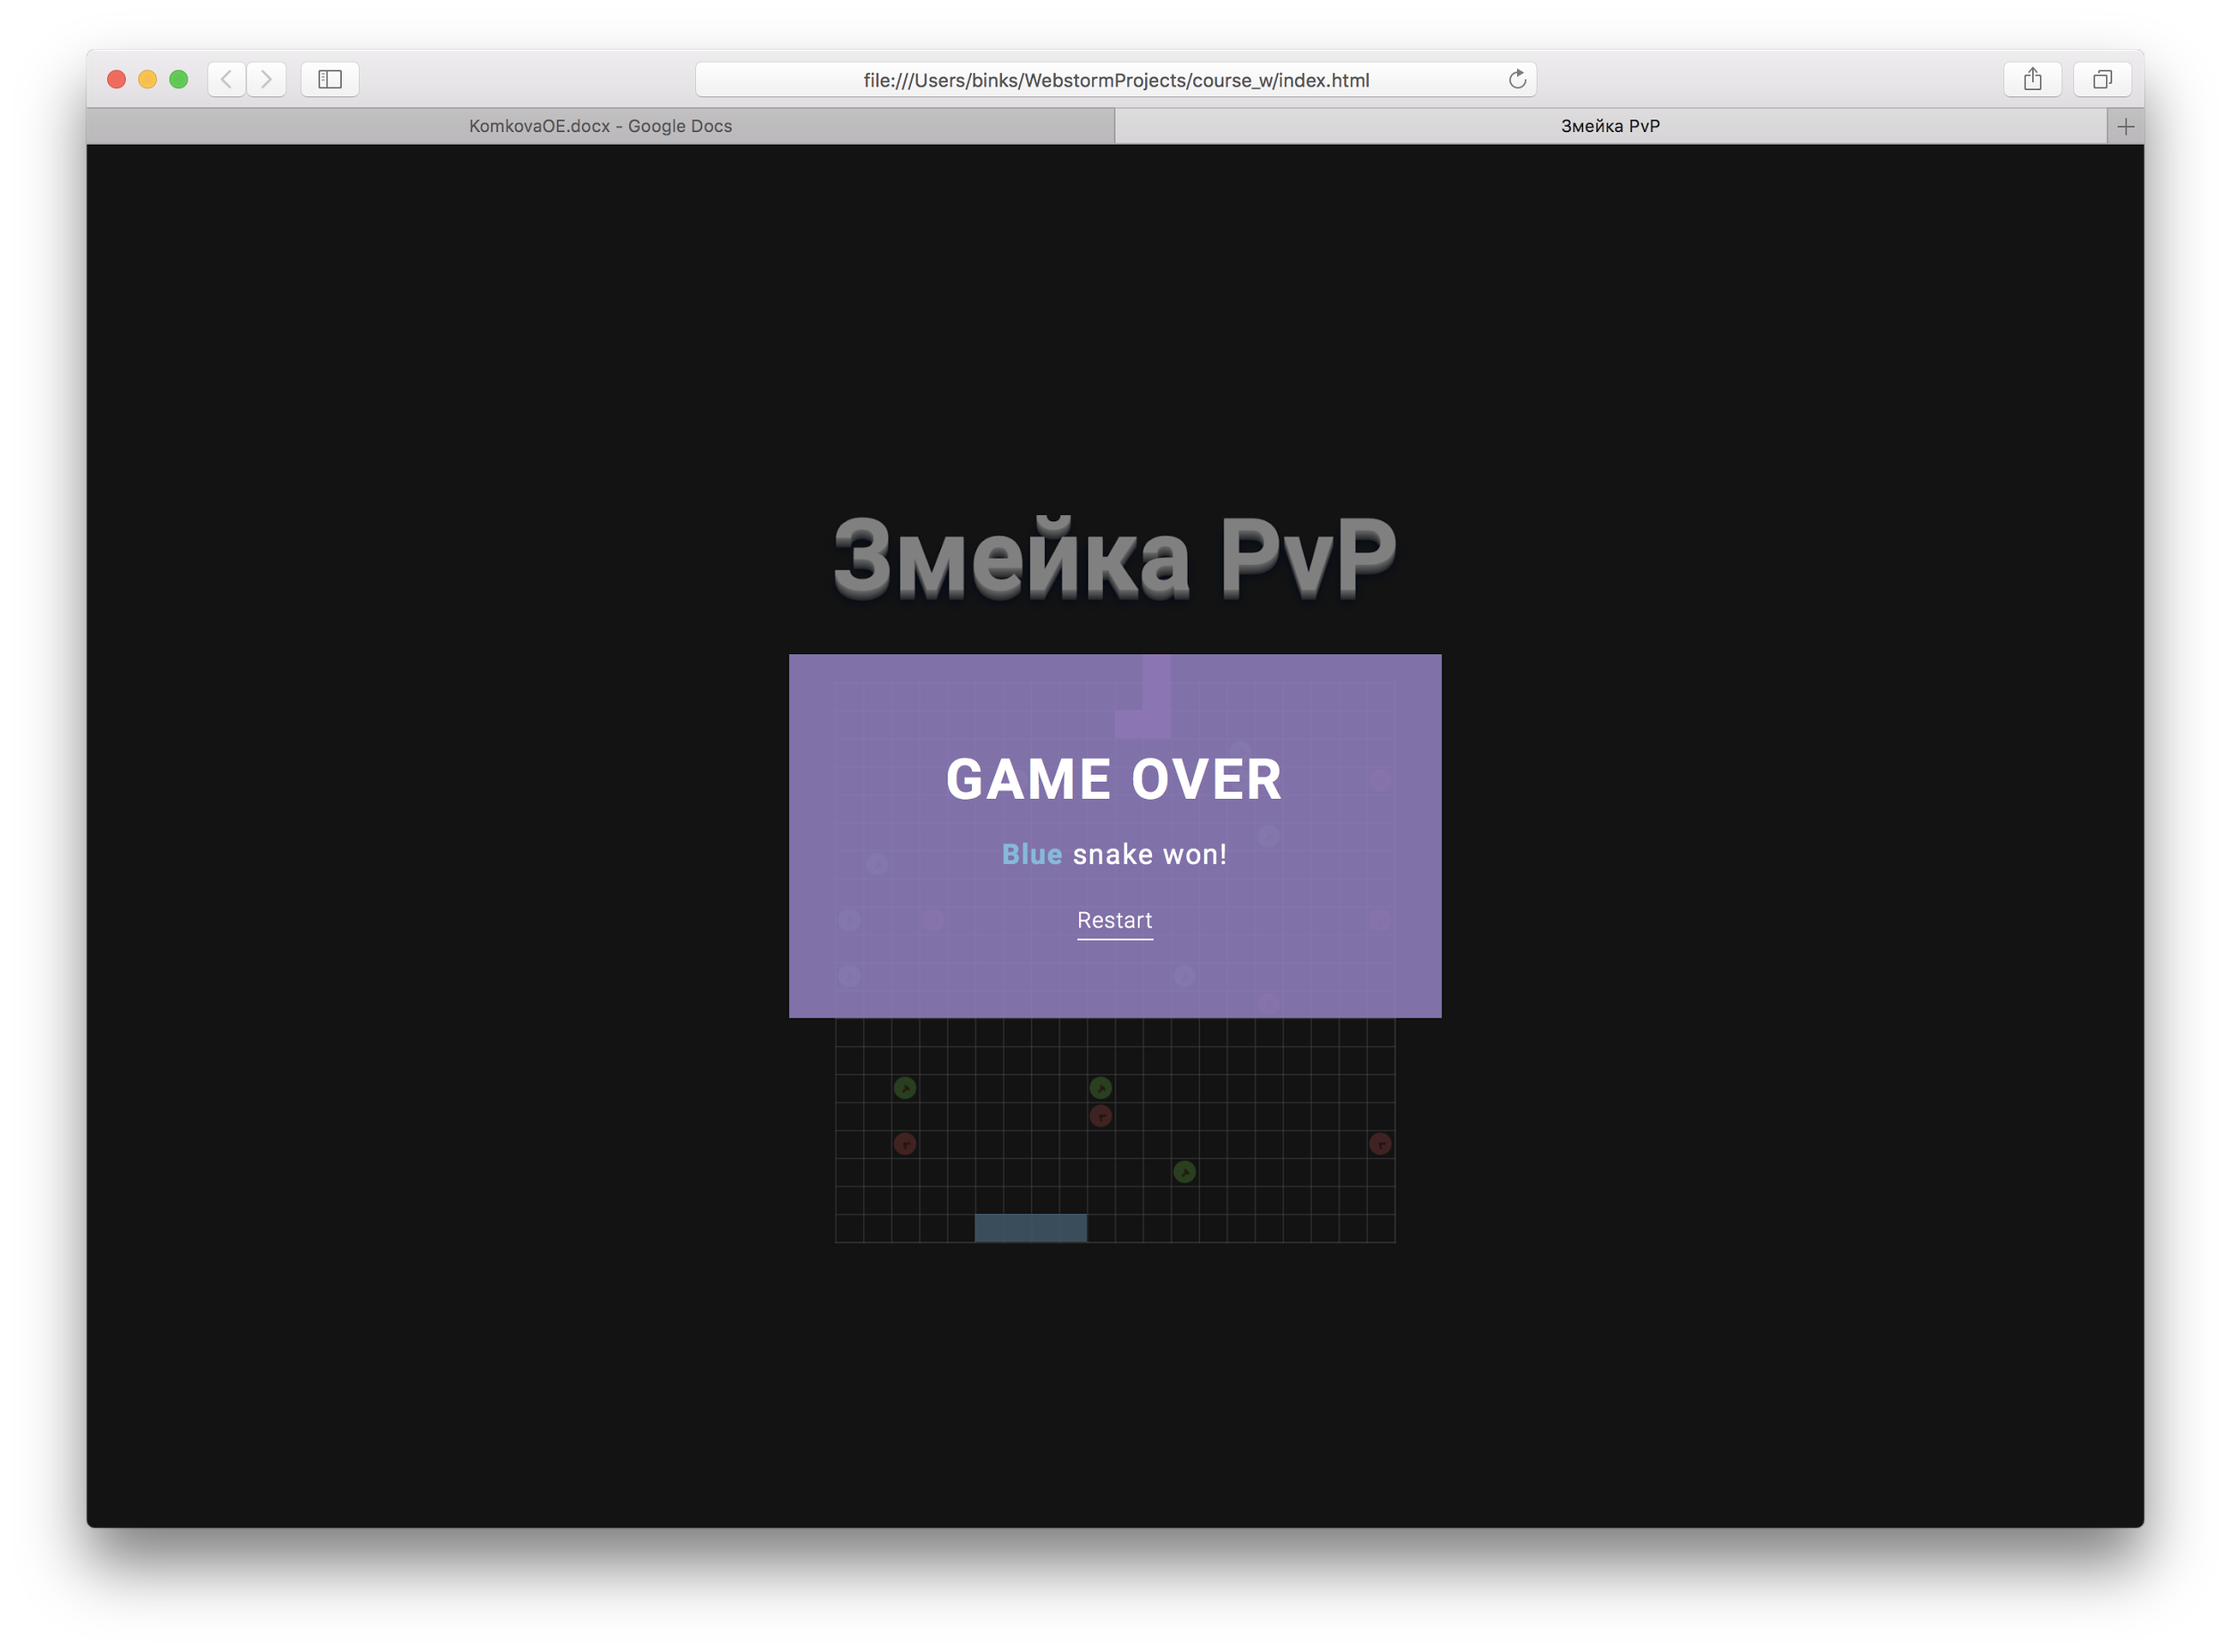 file:///Users/binks/WebstormProjects/course_w/index.html
KomkovaOE.docx - Google Docs
Змейка PvP
Змейка PvP
GAME OVER
Blue snake won!
Restart